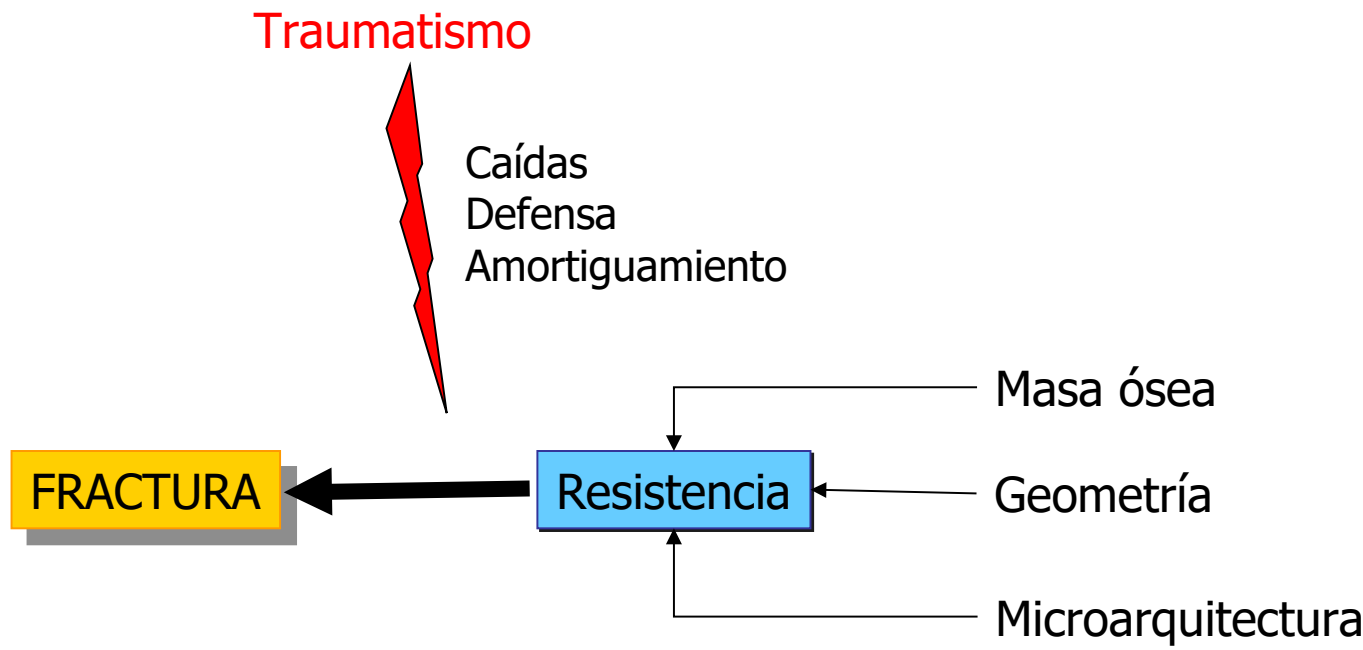 Traumatismo
Caídas
Defensa
Amortiguamiento
Masa ósea
FRACTURA
Resistencia
Geometría
Microarquitectura